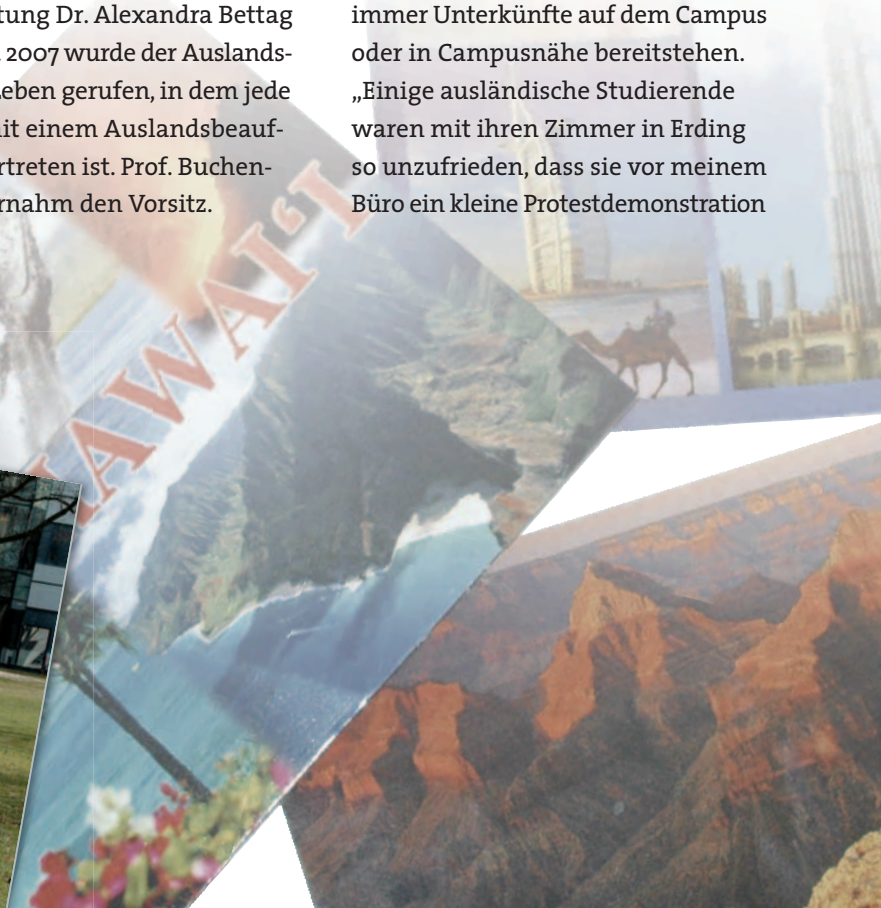 tung Dr. Alexandra Bettag
2007 wurde der Auslands-
eben gerufen, in dem jede
it einem Auslandsbeauf-
rtreten ist. Prof. Buchen-
rnahm den Vorsitz.
immer Unterkünfte auf dem Campus
oder in Campusnähe bereitstehen.
„Einige ausländische Studierende
waren mit ihren Zimmer in Erding
so unzufrieden, dass sie vor meinem
Büro ein kleine Protestdemonstration
HAWAI‘I